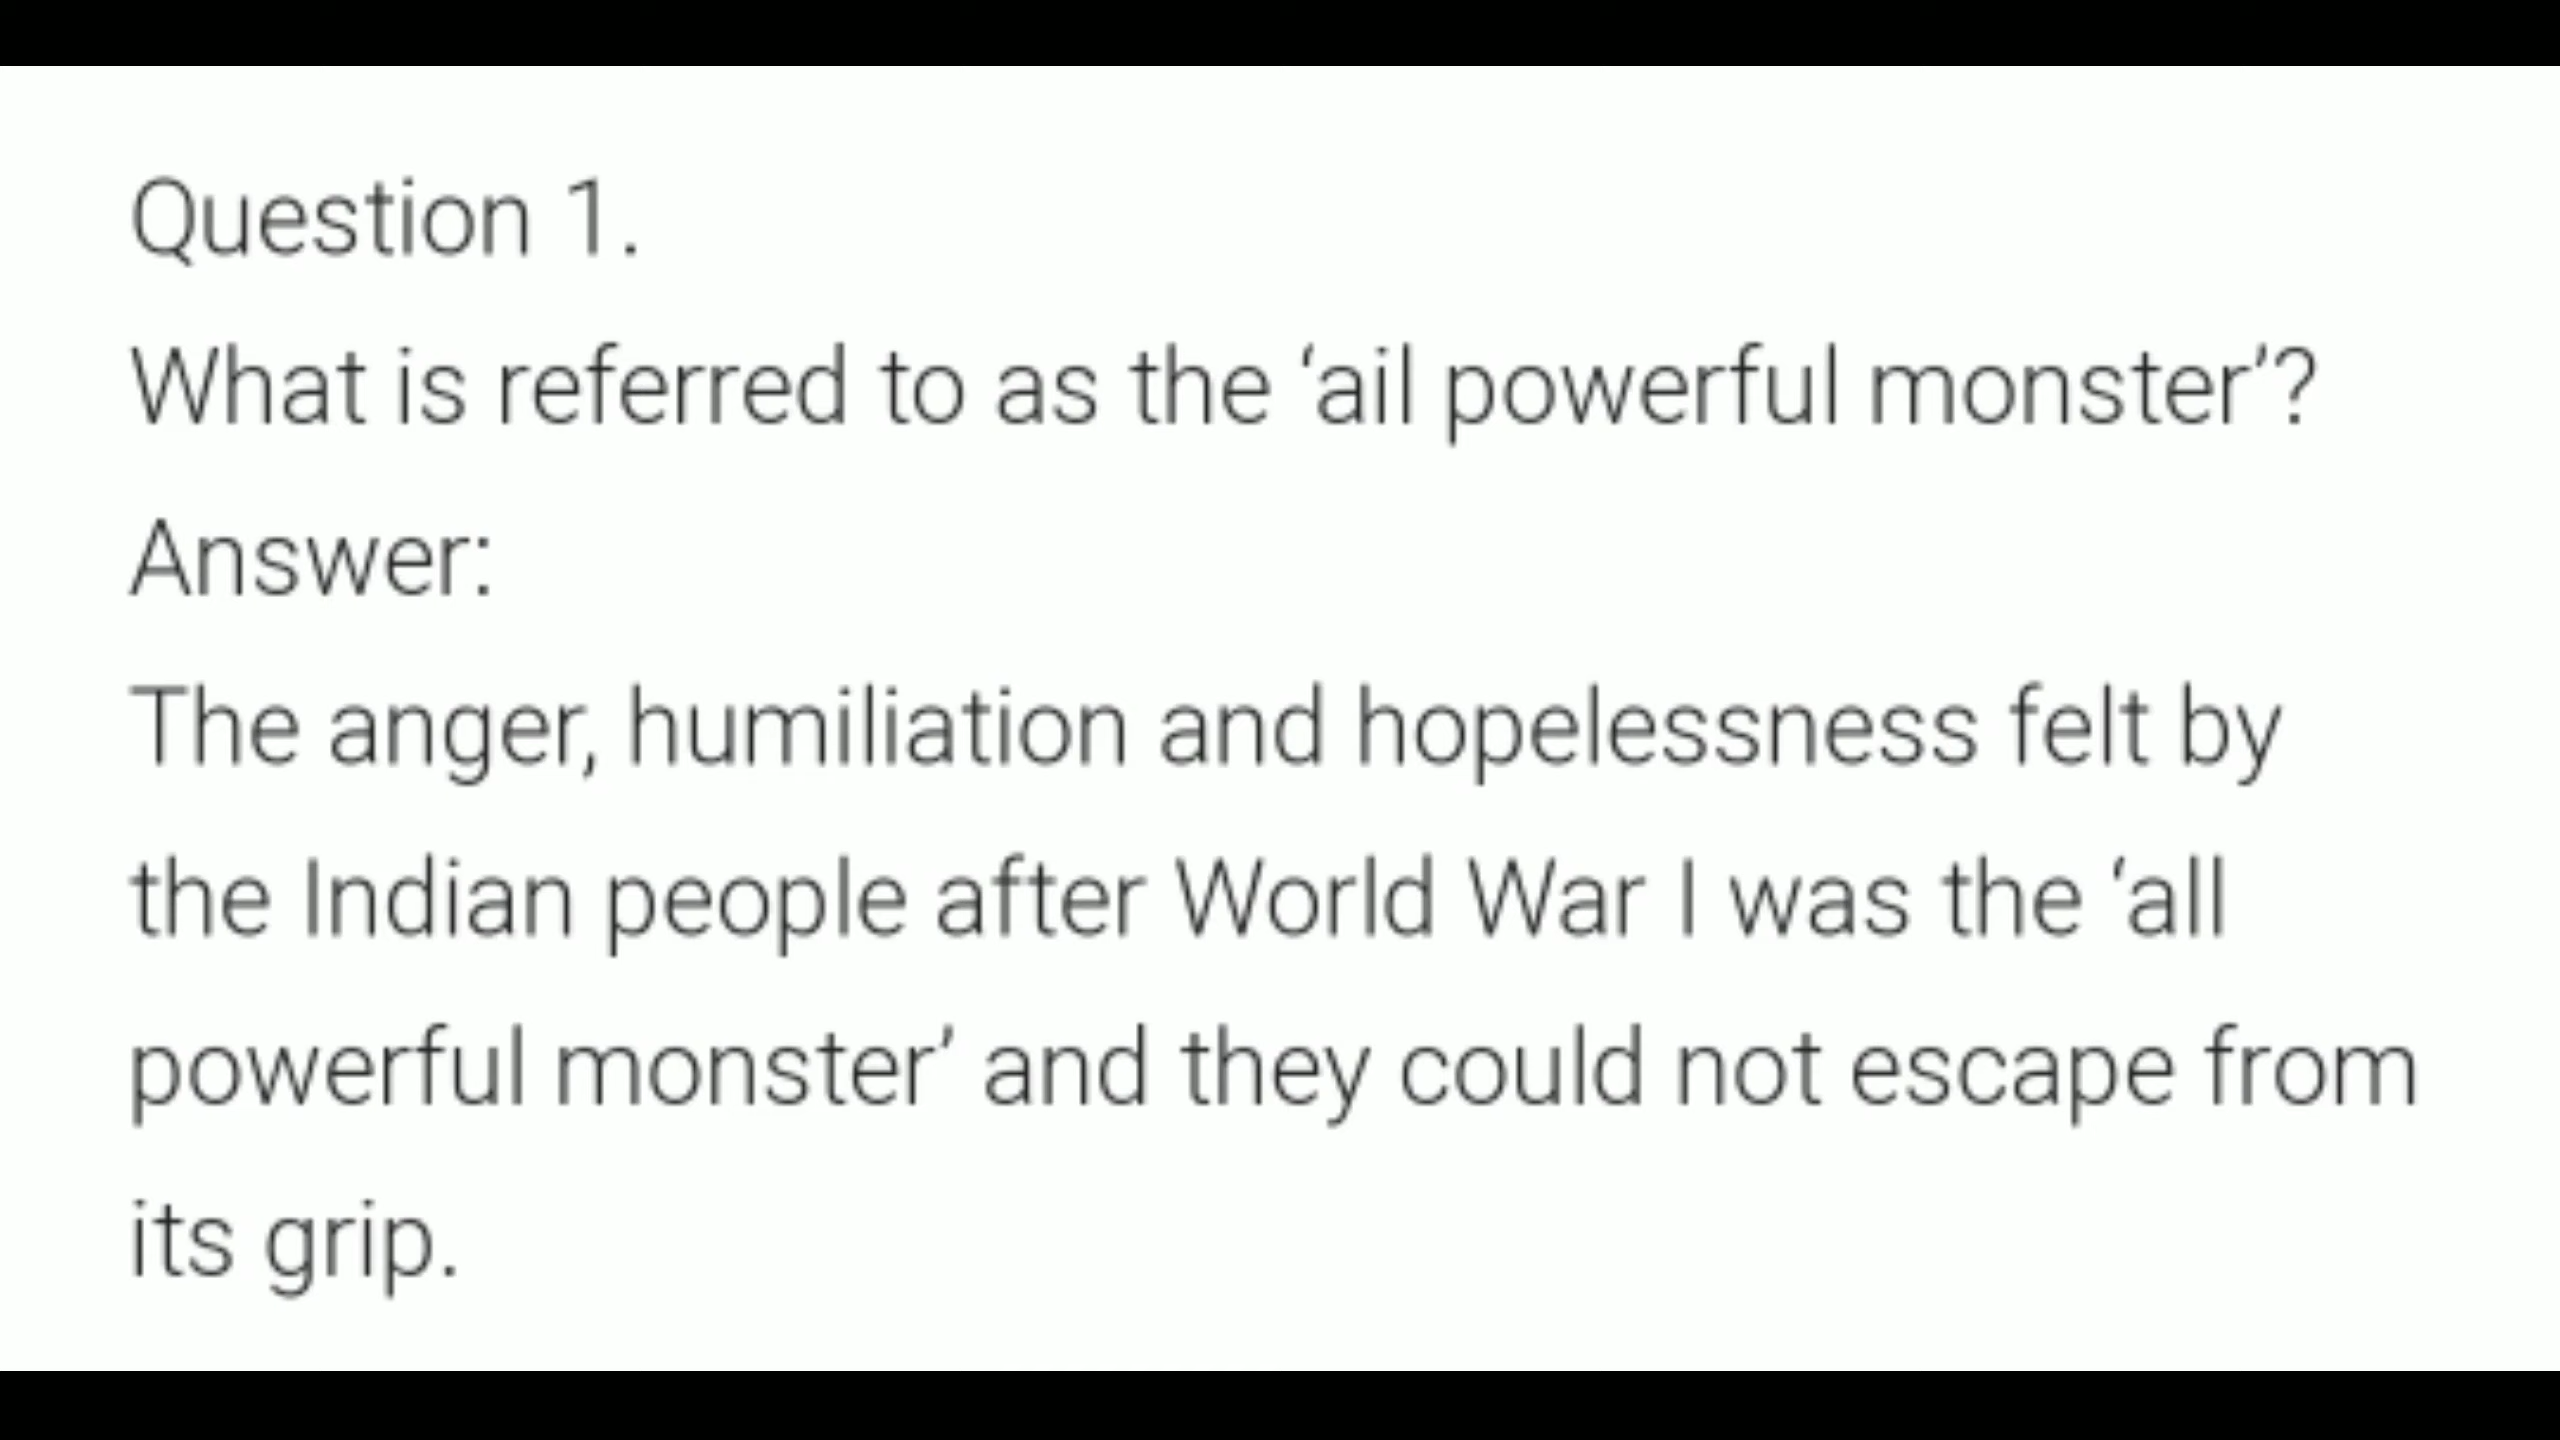 Question 1.
What is referred to as the ‘ail powerful monster’?
Answer:
The anger, humiliation and hopelessness felt by
the Indian people after World War I was the ‘all
powerful monster’ and they could not escape from
its grip.